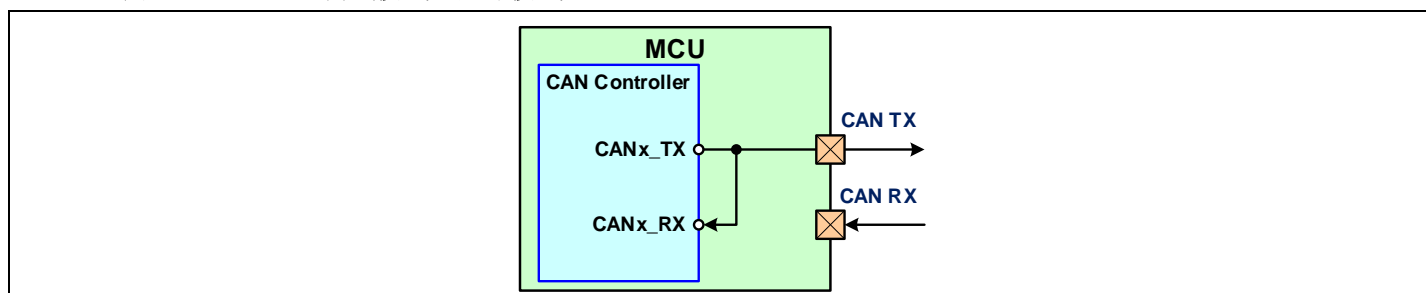 MCU
CAN Controller
CAN TX
CANx_TX
CAN RX
CANx_RX